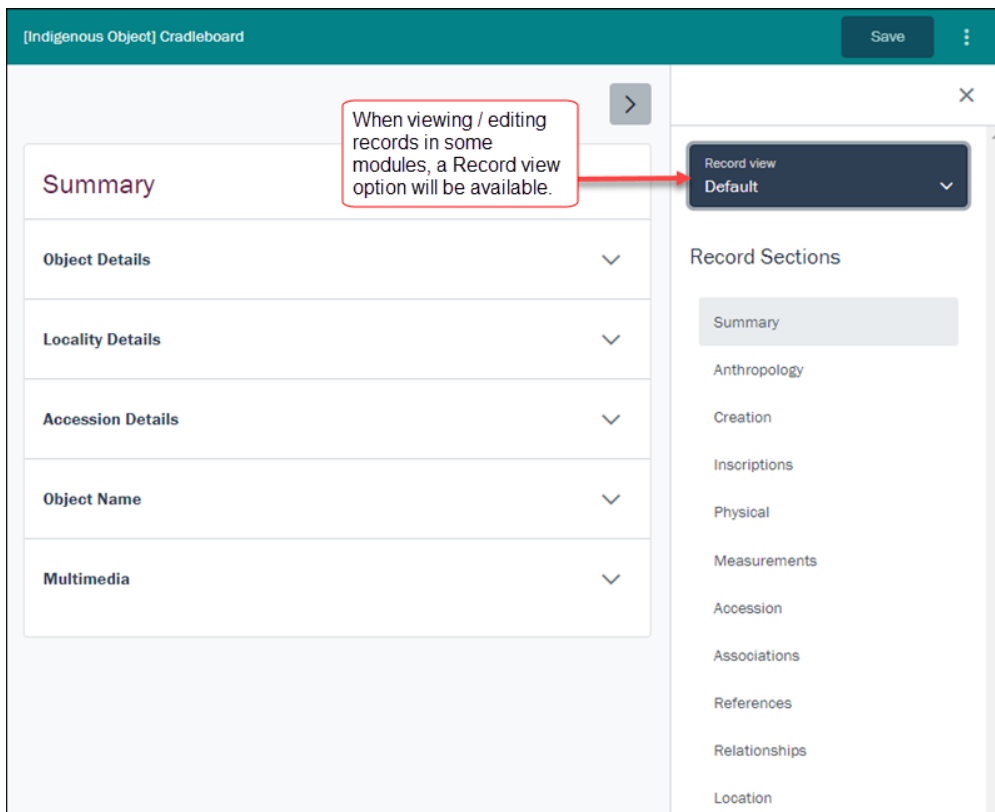 [Indigenous Object] Cradleboard
Save
When viewing / editing
records in some
modules, a Record view
option will be available.
Summary
Object Details
Locality Details
Accession Details
Object Name
Multimedia
Record view
Default
Record Sections
Summary
Anthropology
Creation
Inscriptions
Physical
Measurements
Accession
Associations
References
Relationships
Location